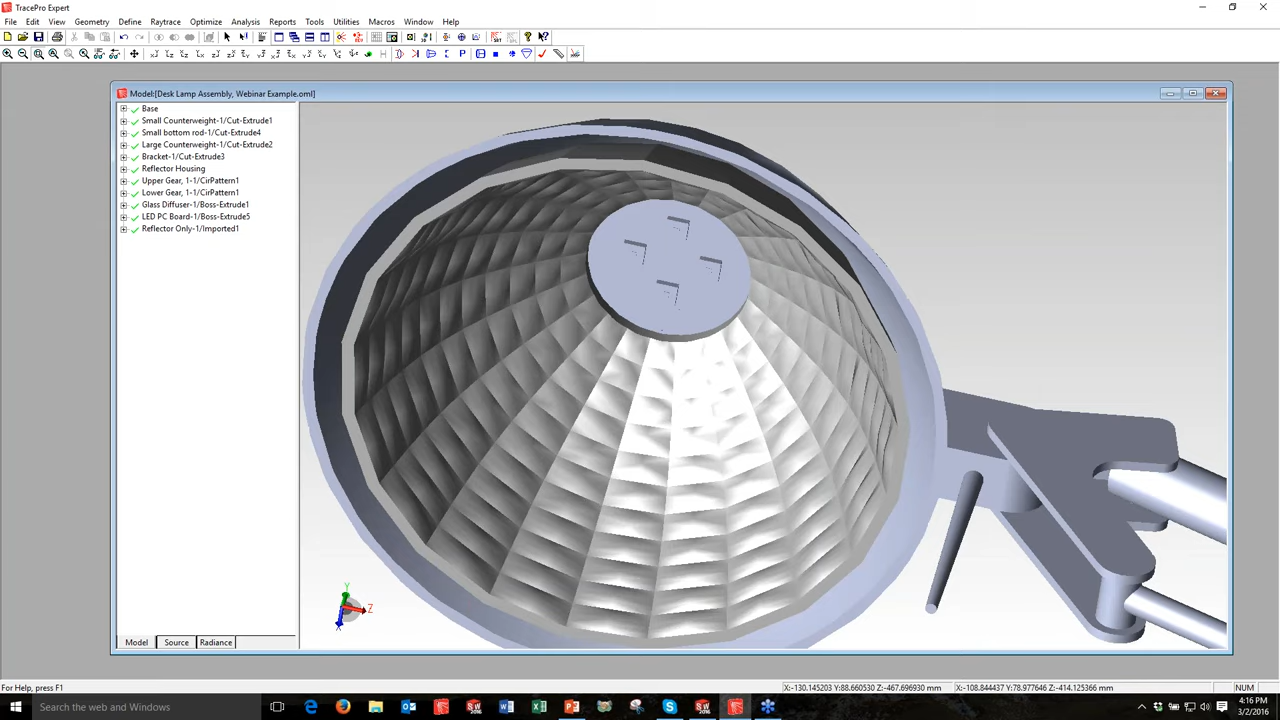 TracePro Expert
File Edit View Geometry Define Raytrace Optimize Analysis Reports Tools Utilities Macros Window Help
Model:[Desk Lamp Assembly, Webinar Example.oml]
Base
Small Counterweight-1/Cut-Extrude1
Small bottom rod-1/Cut-Extrude4
Large Counterweight-1/Cut-Extrude2
Bracket-1/Cut-Extrude3
Reflector Housing
Upper Gear, 1-1/CirPattern1
Lower Gear, 1-1/CirPattern1
Glass Diffuser-1/Boss-Extrude1
LED PC Board-1/Boss-Extrude5
Reflector Only-1/Imported1
Y
Z
X
Model Source Radiance
For Help, press F1 X:-130.145203 Y:88.660530 Z:-467.696930 mm X:-108.844437 Y:78.977646 Z:-414.125366 mm NUM
Search the web and Windows 4:16 PM
3/2/2016